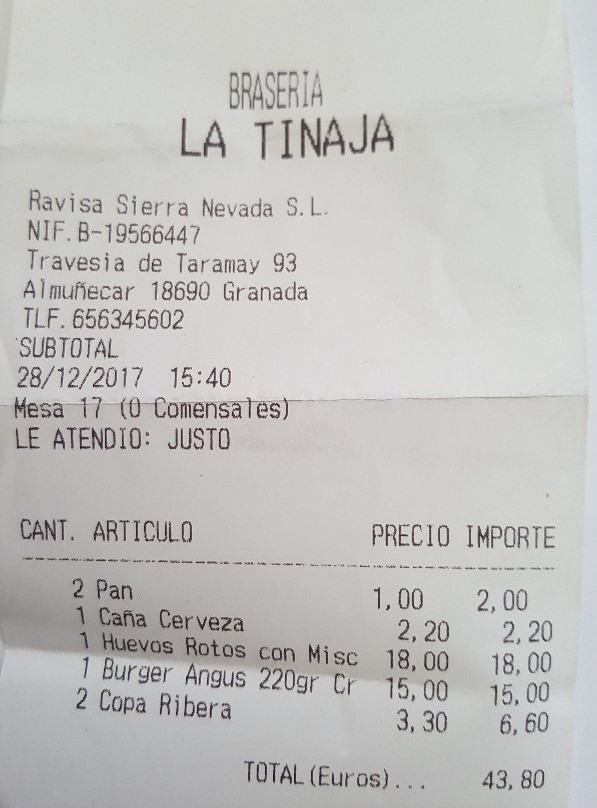 BRASERIA
LA TINAJA
Ravisa Sierra Nevada S.L.
NIF.B-19566447
Travesia de Taramay 93
Almuñecar 18690 Granada
TLF.656345602
SUBTOTAL
28/12/2017 15:40
Mesa 17 (0 Comensales)
LE ATENDIO: JUSTO
CANT. ARTICULO PRECIO IMPORTE
2 Pan 1,00 2,00
1 Caña Cerveza 2,20 2,20
1 Huevos Rotos con Misc 18,00 18,00
1 Burger Angus 220gr Cr 15,00 15,00
2 Copa Ribera 3,30 6,60
TOTAL(Euros)... 43,80